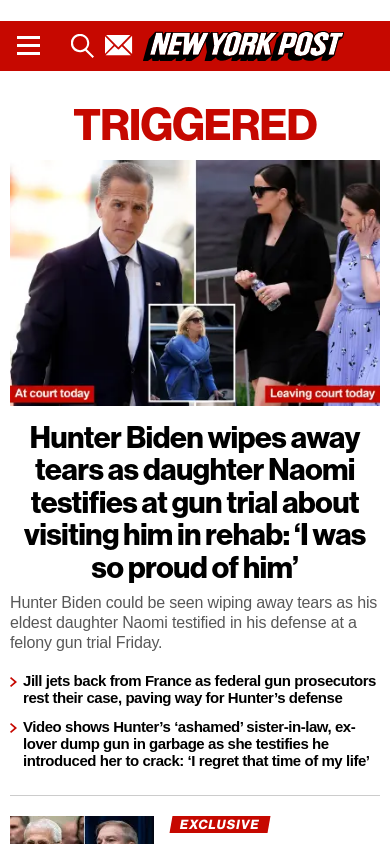 NEW YORK POST
TRIGGERED
At court today
Leaving court today
Hunter Biden wipes away
tears as daughter Naomi
testifies at gun trial about
visiting him in rehab: ‘I was
so proud of him’
Hunter Biden could be seen wiping away tears as his
eldest daughter Naomi testified in his defense at a
felony gun trial Friday.
Jill jets back from France as federal gun prosecutors
rest their case, paving way for Hunter’s defense
Video shows Hunter’s ‘ashamed’ sister-in-law, ex-
lover dump gun in garbage as she testifies he
introduced her to crack: ‘I regret that time of my life’
EXCLUSIVE